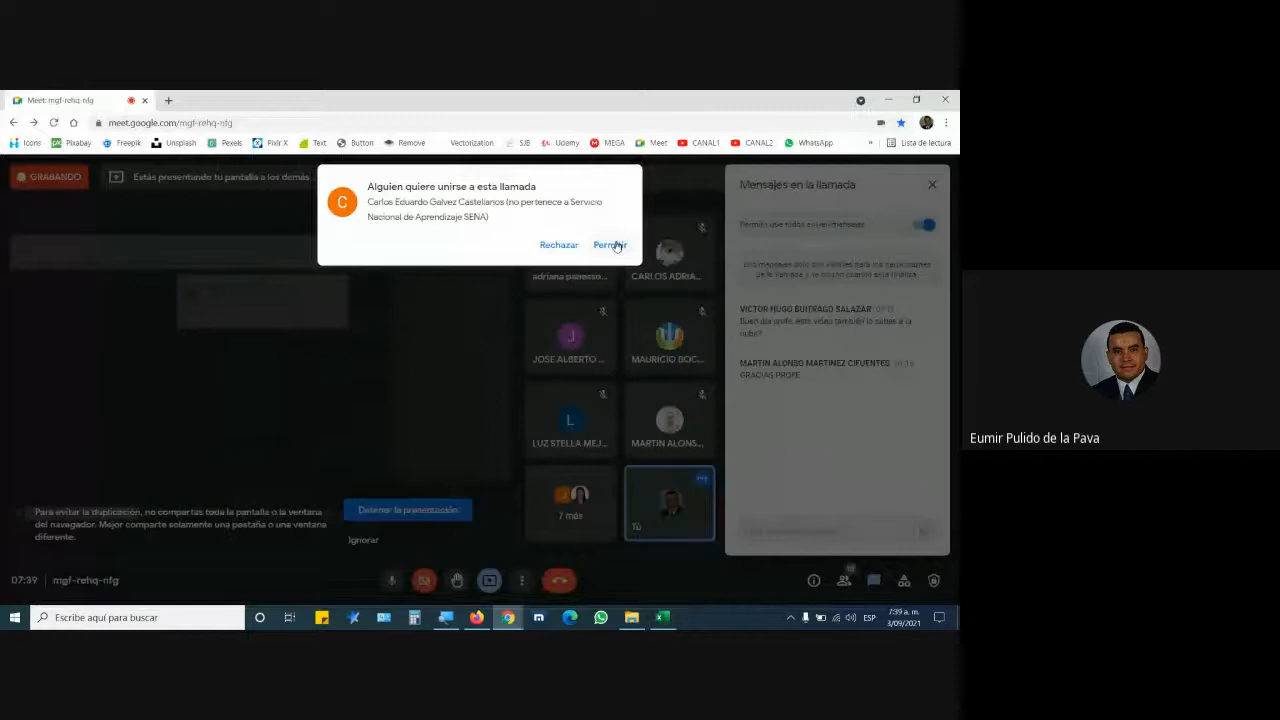 Meet: mgf-rehq-nfg
meet.google.com/mgf-rehq-nfg
Icons Pixabay Freepik Unsplash Pexels Pixlr X Text Button Remove Vectorization SJB Udemy MEGA Meet CANAL1 CANAL2 WhatsApp » Lista de lectura
GRABANDO
Estás presentando tu pantalla a los demás
Alguien quiere unirse a esta llamada
C
Carlos Eduardo Galvez Castellanos (no pertenece a Servicio
Nacional de Aprendizaje SENA)
Rechazar Permitir
adriana panesso...
CARLOS ADRIA...
J
JOSE ALBERTO ...
MAURICIO BOC...
L
LUZ STELLA MEJ...
MARTIN ALONS...
J
7 más
Tú
Mensajes en la llamada
VICTOR HUGO BUITRAGO SALAZAR
Buen día profe, este video también lo subes a la
nube?
MARTIN ALONSO MARTINEZ CIFUENTES
GRACIAS PROFE
Para evitar la duplicación, no compartas toda la pantalla o la ventana
del navegador. Mejor comparte solamente una pestaña o una ventana
diferente.
Detener la presentación
Ignorar
07:39 | mgf-rehq-nfg
Escribe aquí para buscar
ESP
7:39 a. m.
3/09/2021
Eumir Pulido de la Pava